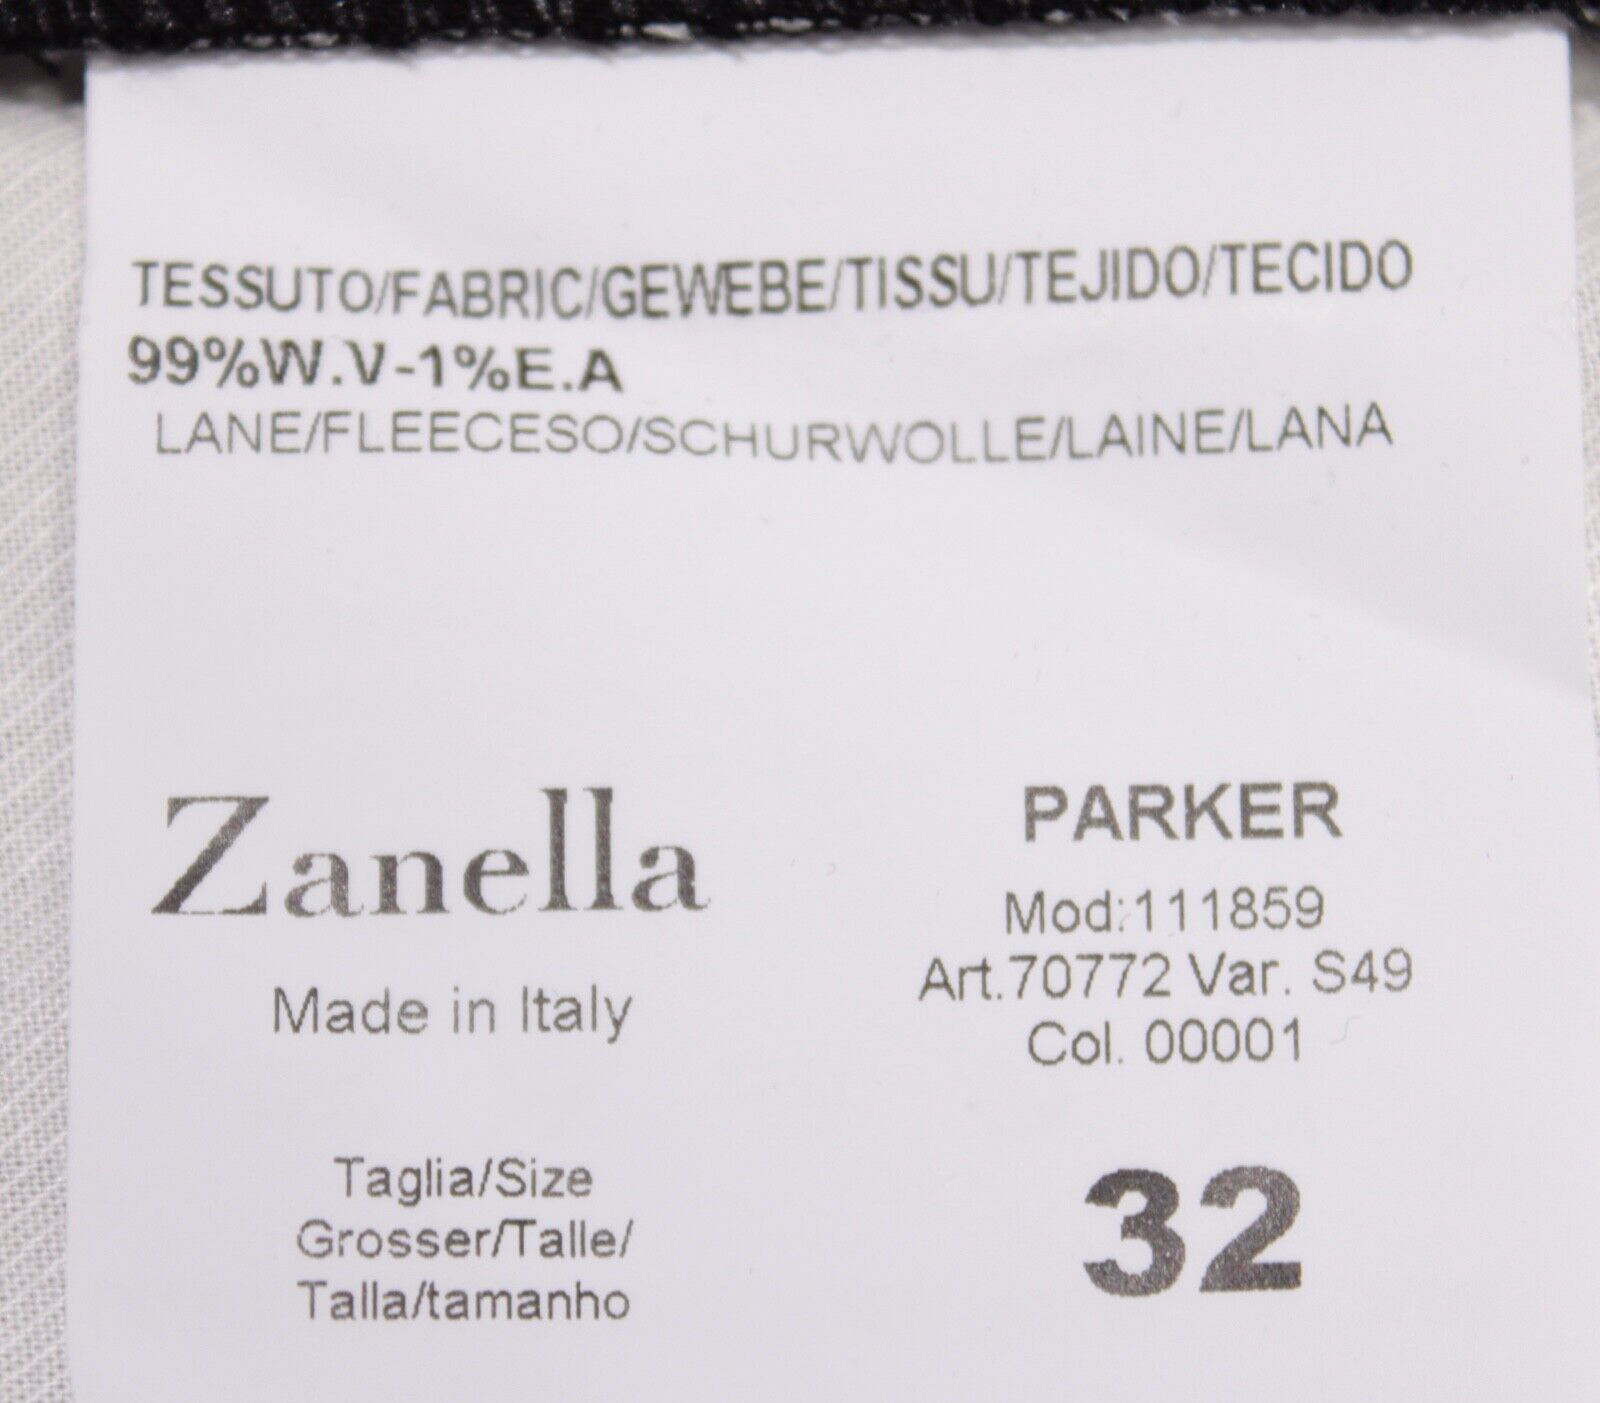 TESSUTO/FABRIC/GEWEBE/TISSU/TEJIDO/TECIDO
99%W.V-1%E.A
LANE/FLEECESO/SCHURWOLLE/LAINE/LANA
Zanella
Made in Italy
PARKER
Mod:111859
Art.70772 Var. S49
Col. 00001
Taglia/Size
Grosser/Talle/
Talla/tamanho
32